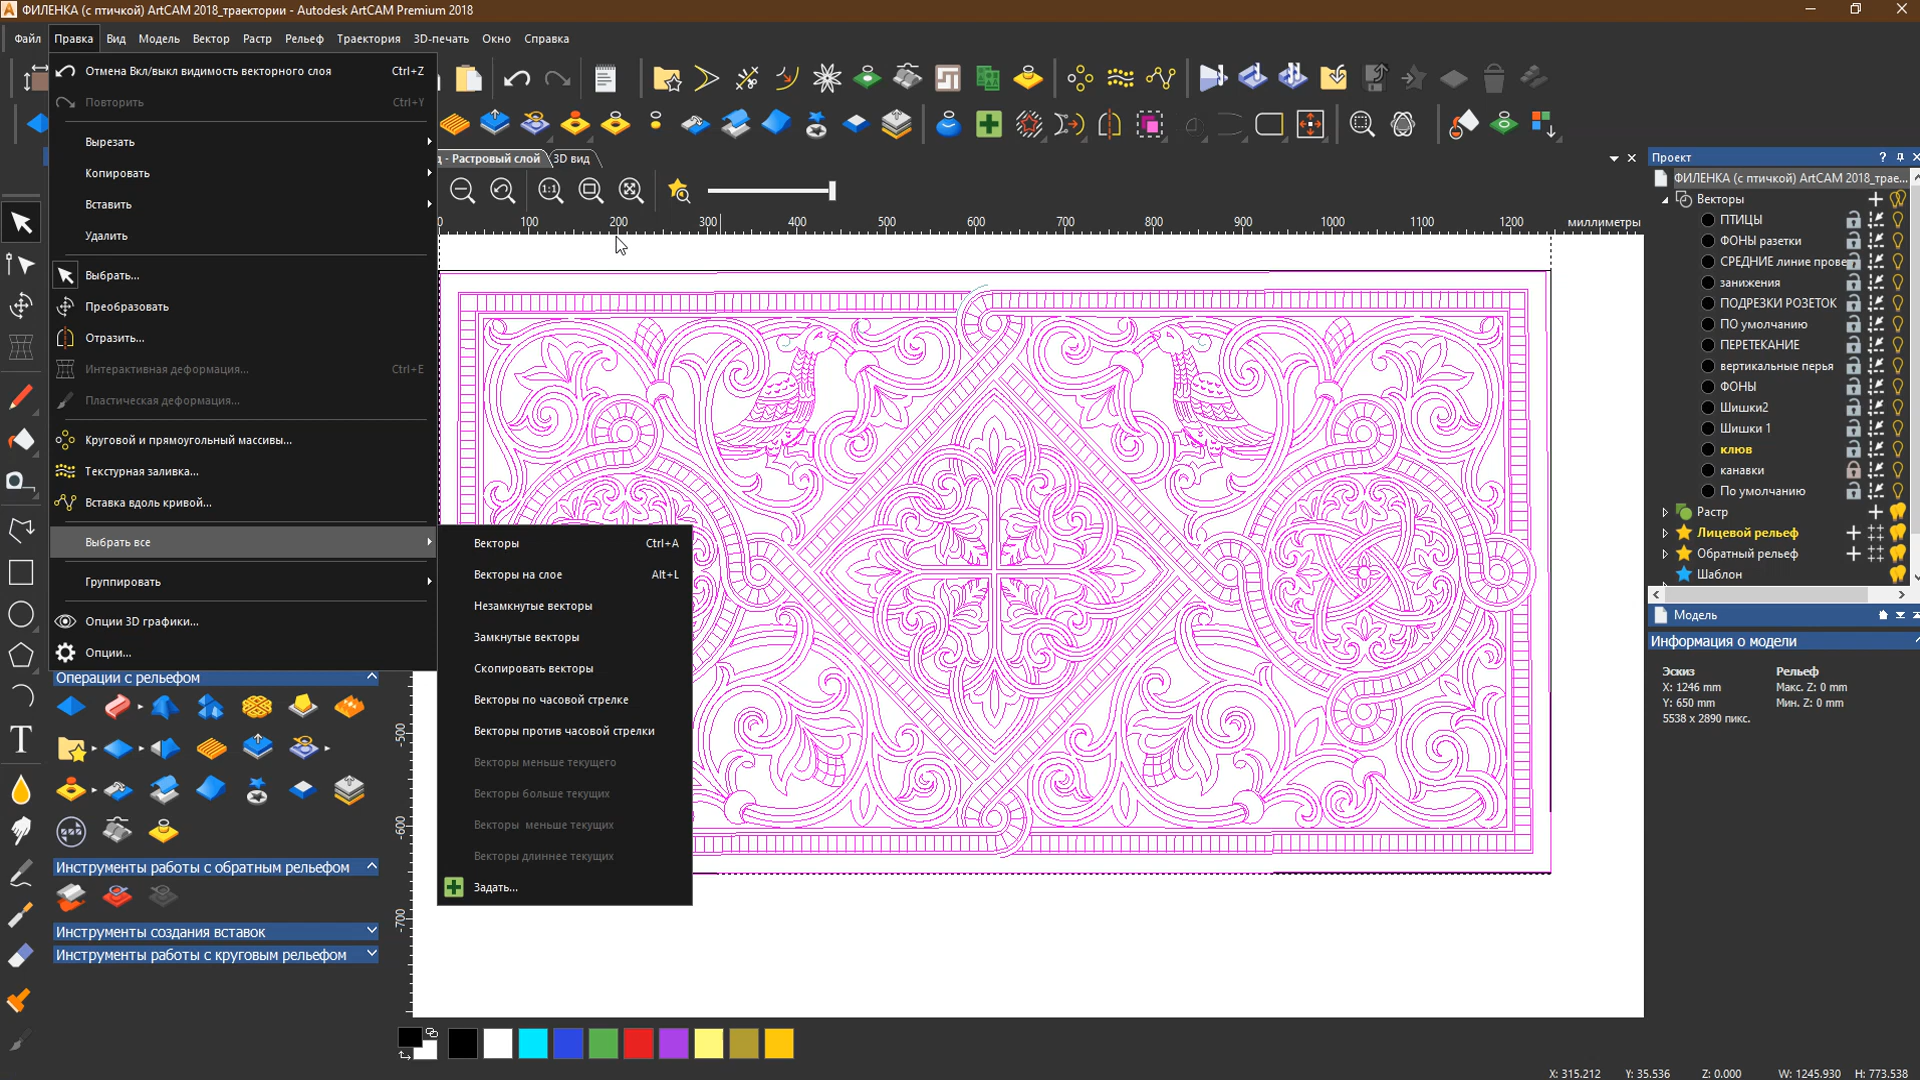 ФИЛЕНКА (с птичкой) ArtCAM 2018_траектории - Autodesk ArtCAM Premium 2018
Файл Правка Вид Модель Вектор Растр Рельеф Траектория 3D-печать Окно Справка
Отмена Вкл/выкл видимость векторного слоя Ctrl+Z
Повторить Ctrl+Y
Вырезать
Копировать
Вставить
Удалить
Выбрать...
Преобразовать
Отразить...
Интерактивная деформация... Ctrl+E
Пластическая деформация...
Круговой и прямоугольный массивы...
Текстурная заливка...
Вставка вдоль кривой...
Выбрать все
Группировать
Опции 3D графики...
Опции...
Векторы Ctrl+A
Векторы на слое Alt+L
Незамкнутые векторы
Замкнутые векторы
Скопировать векторы
Векторы по часовой стрелке
Векторы против часовой стрелки
Векторы меньше текущего
Векторы больше текущих
Векторы меньше текущих
Векторы длиннее текущих
Задать...
- Растровый слой 3D вид
1:1
0 100 200 300 400 500 600 700 800 900 1000 1100 1200 миллиметры
-500
-600
-700
Операции с рельефом
Инструменты работы с обратным рельефом
Инструменты создания вставок
Инструменты работы с круговым рельефом
Проект
ФИЛЕНКА (с птичкой) ArtCAM 2018_трае...
Векторы
ПТИЦЫ
ФОНЫ разетки
СРЕДНИЕ линие прове
занижения
ПОДРЕЗКИ РОЗЕТОК
ПО умолчанию
ПЕРЕТЕКАНИЕ
вертикальные перья
ФОНЫ
Шишки2
Шишки 1
клюв
канавки
По умолчанию
Растр
Лицевой рельеф
Обратный рельеф
Шаблон
Модель
Информация о модели
Эскиз Рельеф
X: 1246 mm Макс. Z: 0 mm
Y: 650 mm Мин. Z: 0 mm
5538 x 2890 пикс.
X: 315.212 Y: 35.536 Z: 0.000 W: 1245.930 H: 773.538